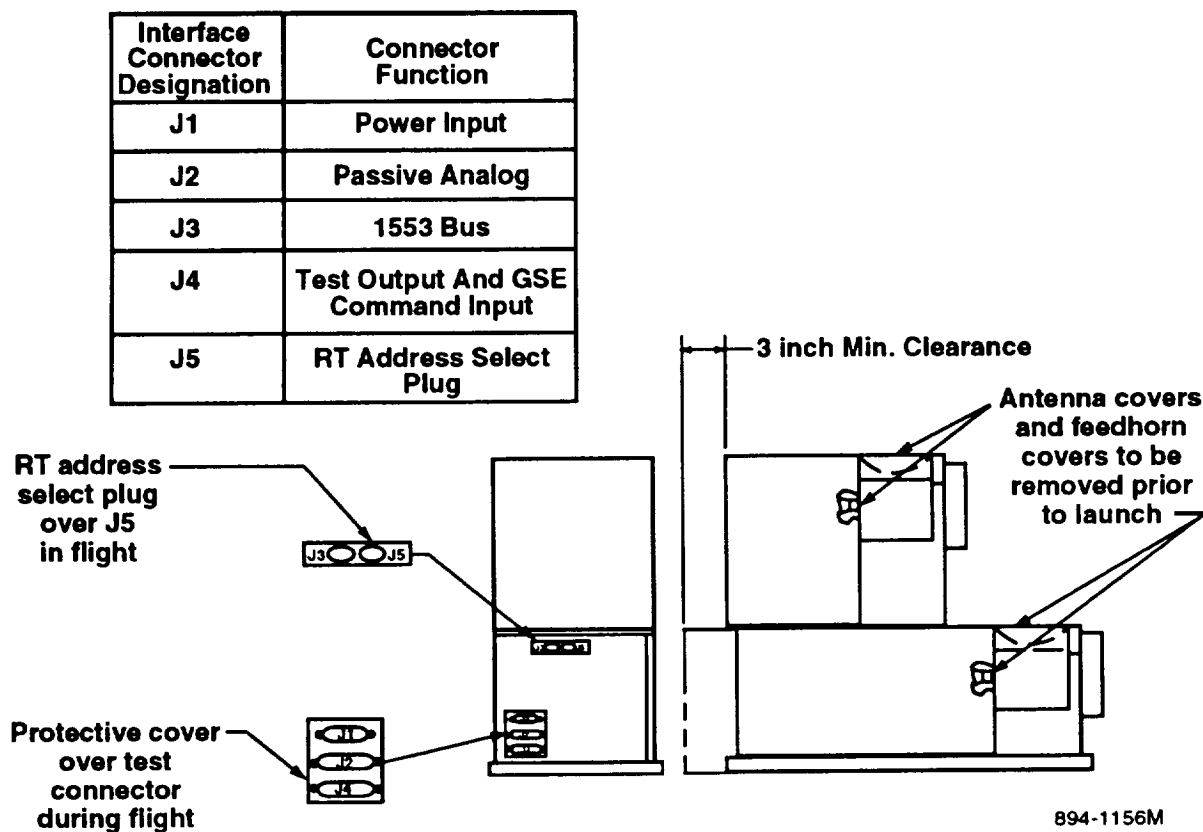 Interface
Connector
Designation
Connector
Function
J1
Power Input
J2
Passive Analog
J3
1553 Bus
J4
Test Output And GSE
Command Input
J5
RT Address Select
Plug
3 inch Min. Clearance
Antenna covers
and feedhorn
covers to be
removed prior
to launch
RT address
select plug
over J5
in flight
J3 J5
Protective cover
over test
connector
during flight
J1
J2
J4
894-1156M